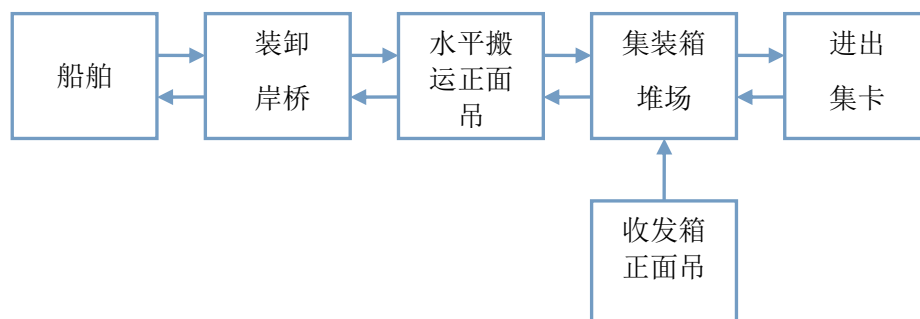 船舶
装卸
岸桥
水平搬
运正面
吊
集装箱
堆场
进出
集卡
收发箱
正面吊